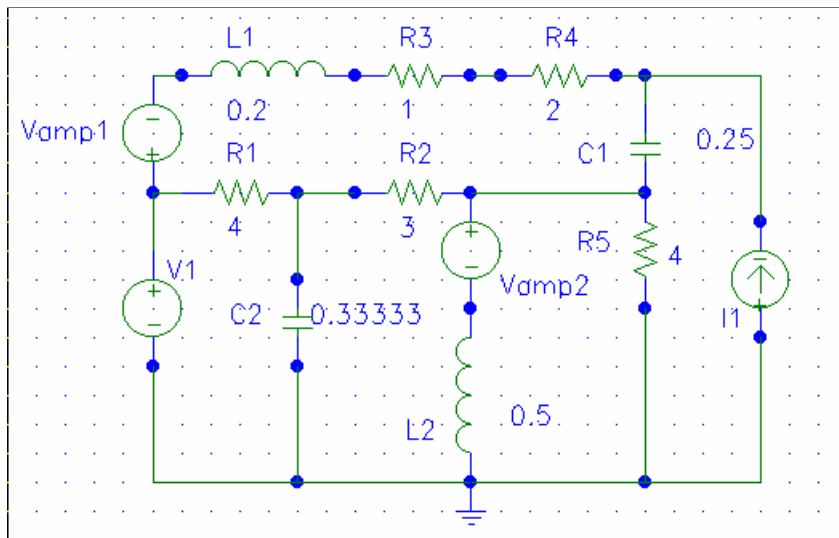 L1 R3 R4
0.2 1 2
Vamp1 - +
C1 0.25
R1 R2
4 3
R5 4
V1 + -
+ - Vamp2
C2 0.33333
- + I1
L2 0.5